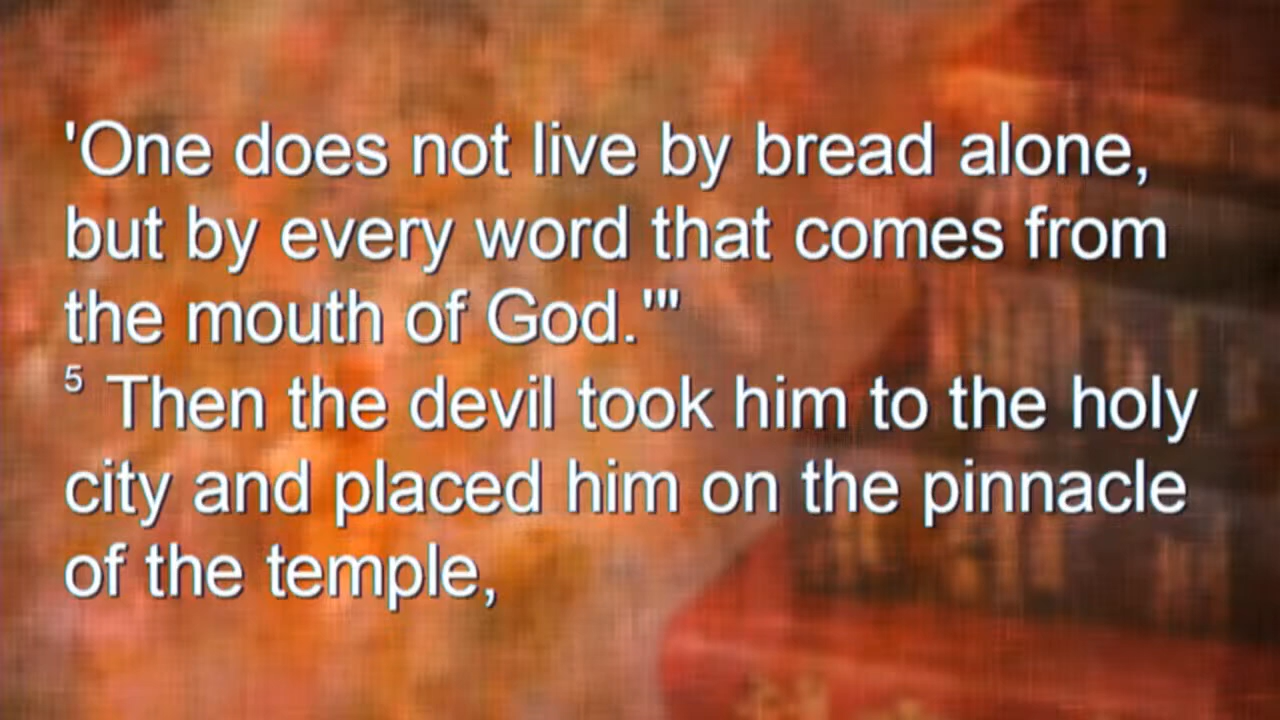 'One does not live by bread alone,
but by every word that comes from
the mouth of God.'"
5 Then the devil took him to the holy
city and placed him on the pinnacle
of the temple,